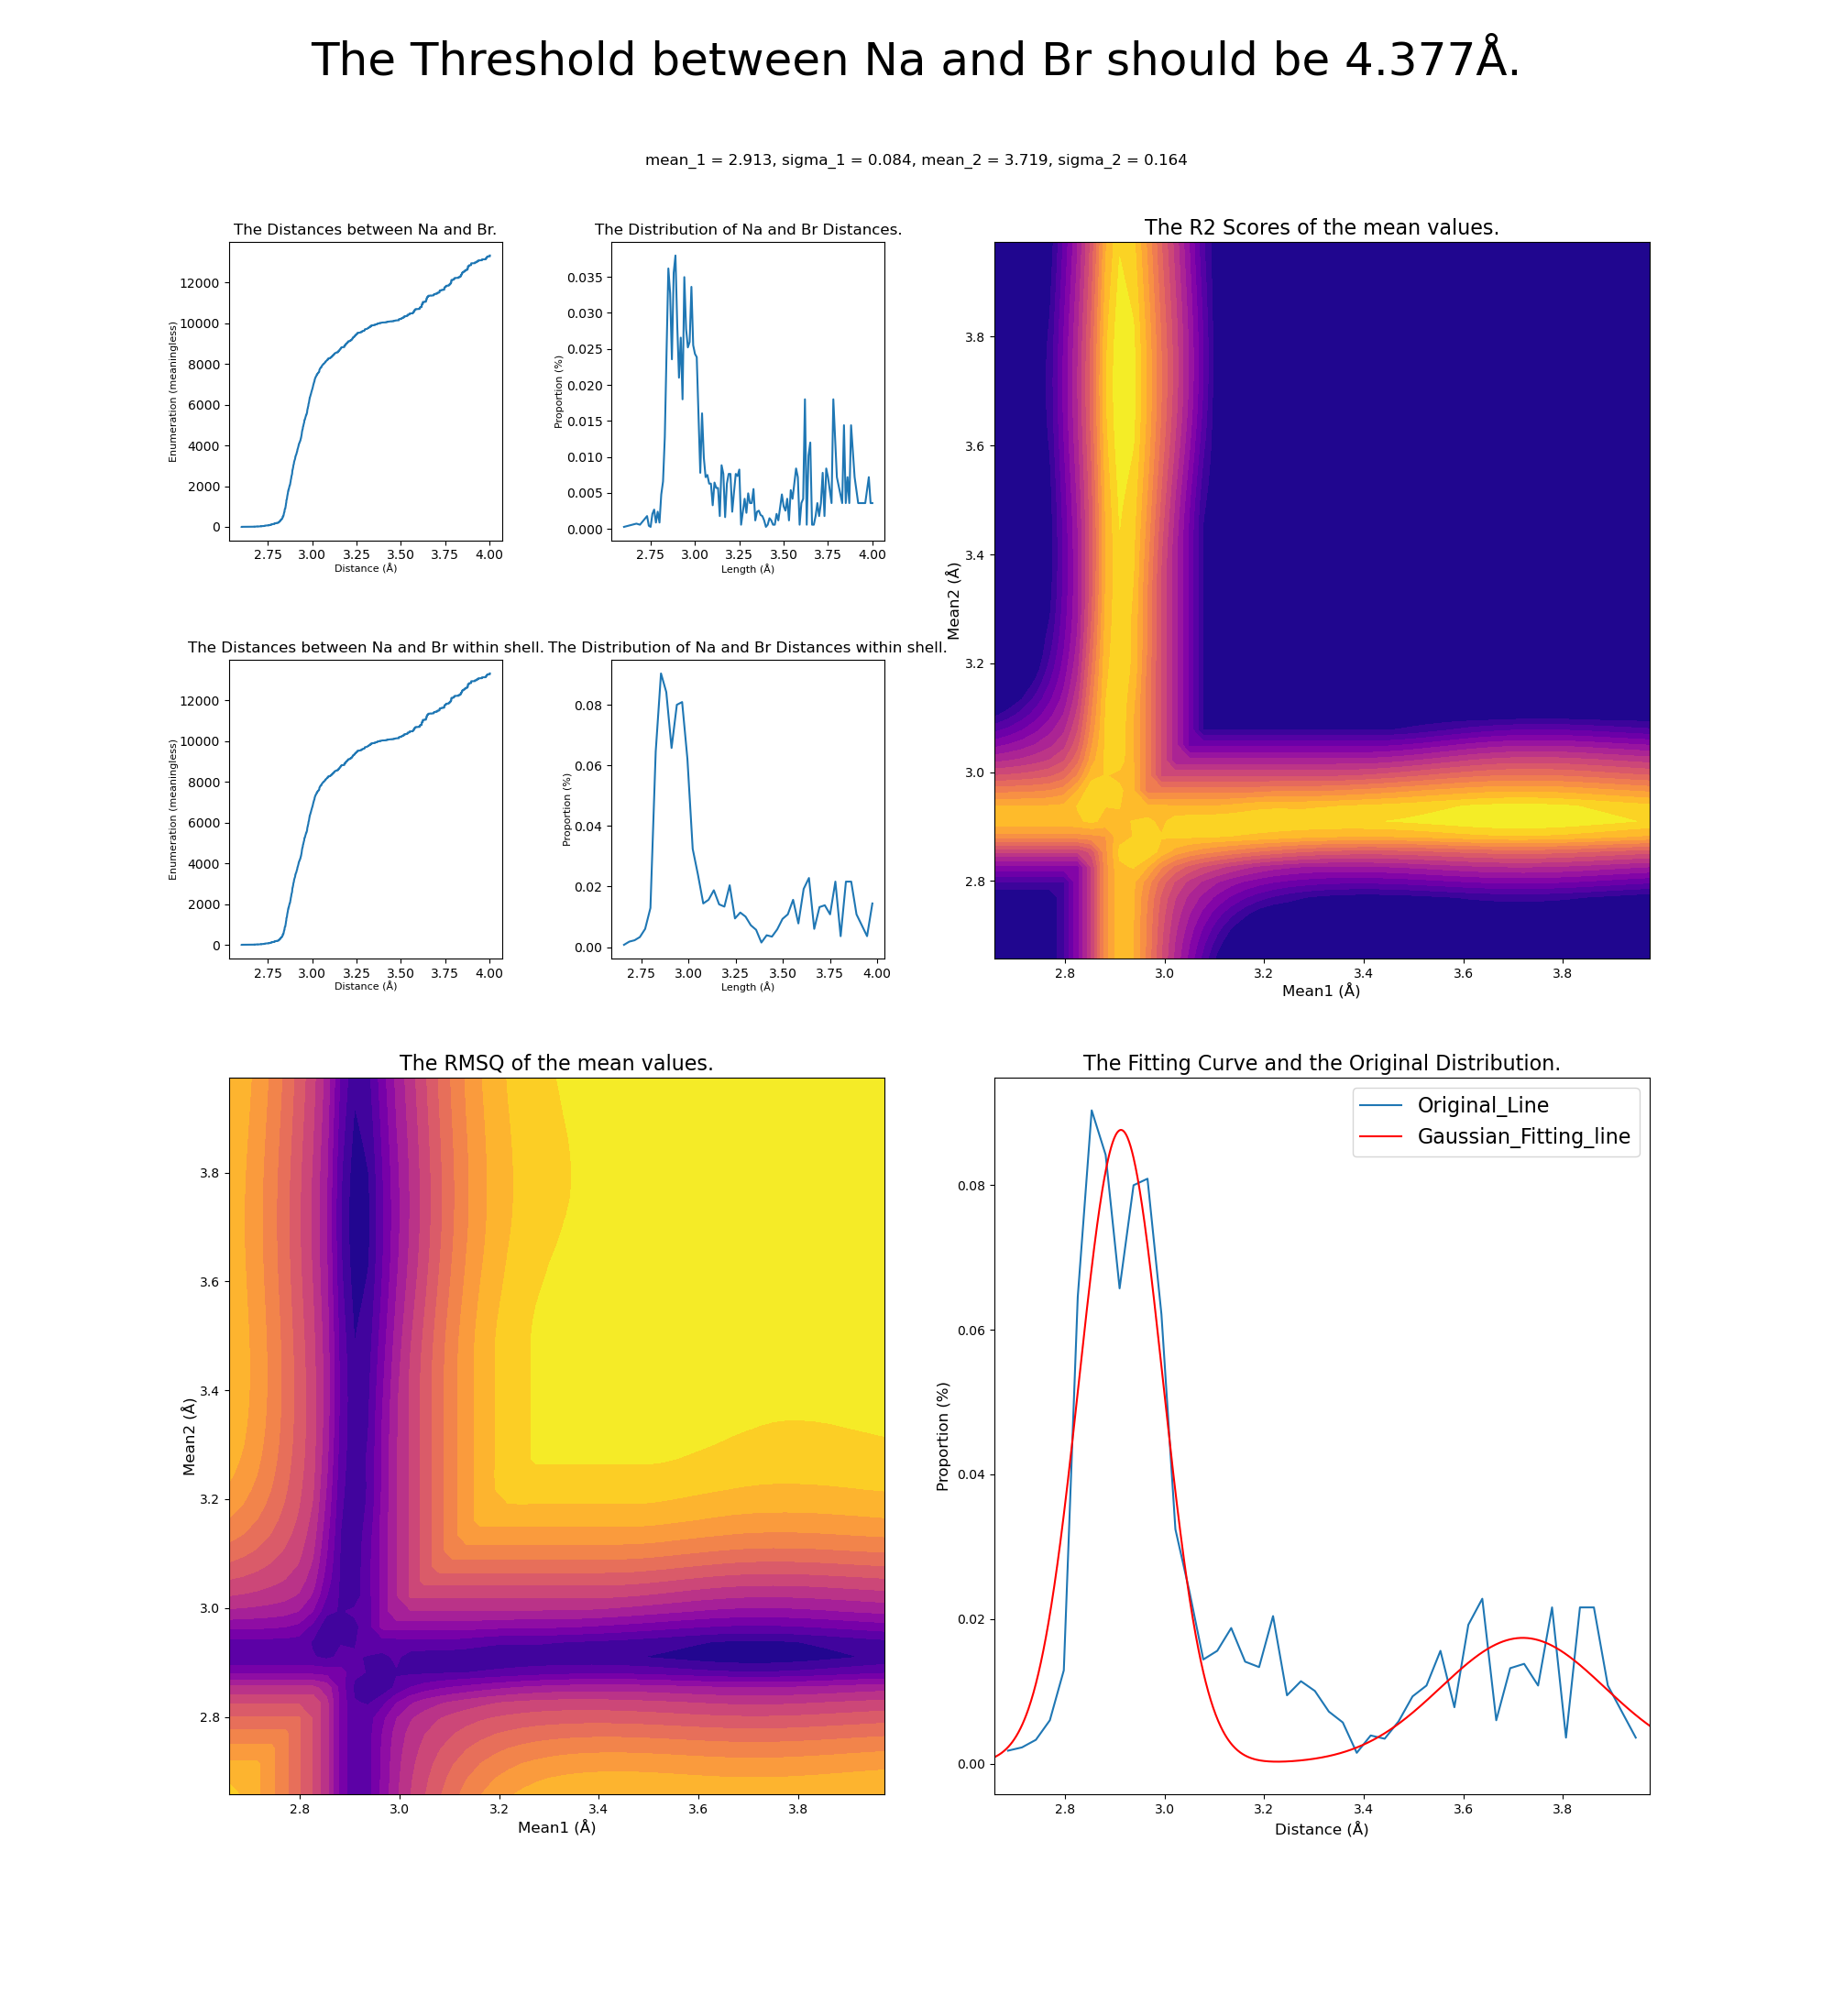 The Threshold between Na and Br should be 4.377Å.
mean_1 = 2.913, sigma_1 = 0.084, mean_2 = 3.719, sigma_2 = 0.164
The Distances between Na and Br.
Enumeration (meaningless)
12000
10000
8000
6000
4000
2000
0
2.75 3.00 3.25 3.50 3.75 4.00
Distance (Å)
The Distribution of Na and Br Distances.
Proportion (%)
0.035
0.030
0.025
0.020
0.015
0.010
0.005
0.000
2.75 3.00 3.25 3.50 3.75 4.00
Length (Å)
The R2 Scores of the mean values.
Mean2 (Å)
3.8
3.6
3.4
3.2
3.0
2.8
2.8 3.0 3.2 3.4 3.6 3.8
Mean1 (Å)
The Distances between Na and Br within shell.
Enumeration (meaningless)
12000
10000
8000
6000
4000
2000
0
2.75 3.00 3.25 3.50 3.75 4.00
Distance (Å)
The Distribution of Na and Br Distances within shell.
Proportion (%)
0.08
0.06
0.04
0.02
0.00
2.75 3.00 3.25 3.50 3.75 4.00
Length (Å)
The RMSQ of the mean values.
Mean2 (Å)
3.8
3.6
3.4
3.2
3.0
2.8
2.8 3.0 3.2 3.4 3.6 3.8
Mean1 (Å)
The Fitting Curve and the Original Distribution.
Original_Line
Gaussian_Fitting_line
Proportion (%)
0.08
0.06
0.04
0.02
0.00
2.8 3.0 3.2 3.4 3.6 3.8
Distance (Å)